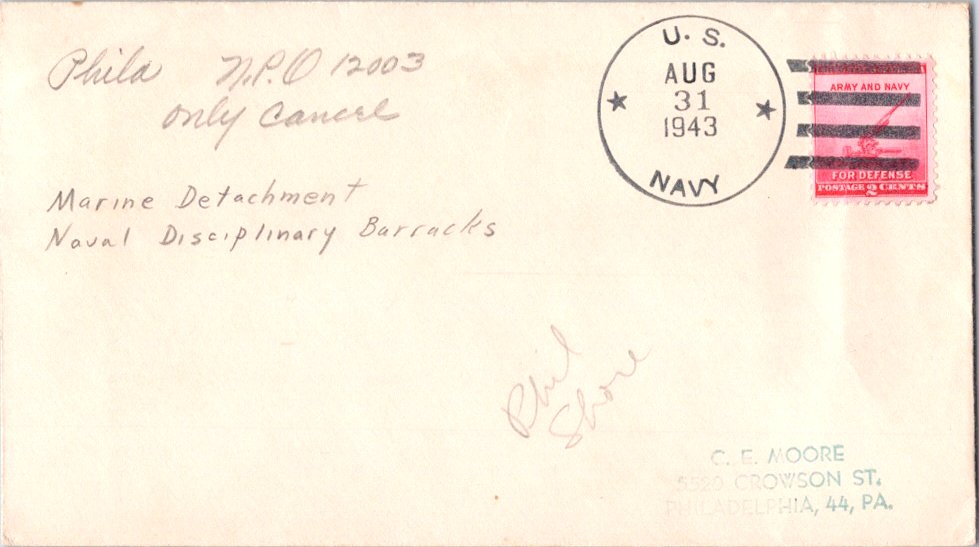 Phila N.P.O 12003
only cancel
U. S.
AUG
31
1943
NAVY
ARMY AND NAVY
FOR DEFENSE
POSTAGE 2 CENTS
Marine Detachment
Naval Disciplinary Barracks
Phil
Shore
C. E. MOORE
5520 CROWSON ST.
PHILADELPHIA, 44, PA.